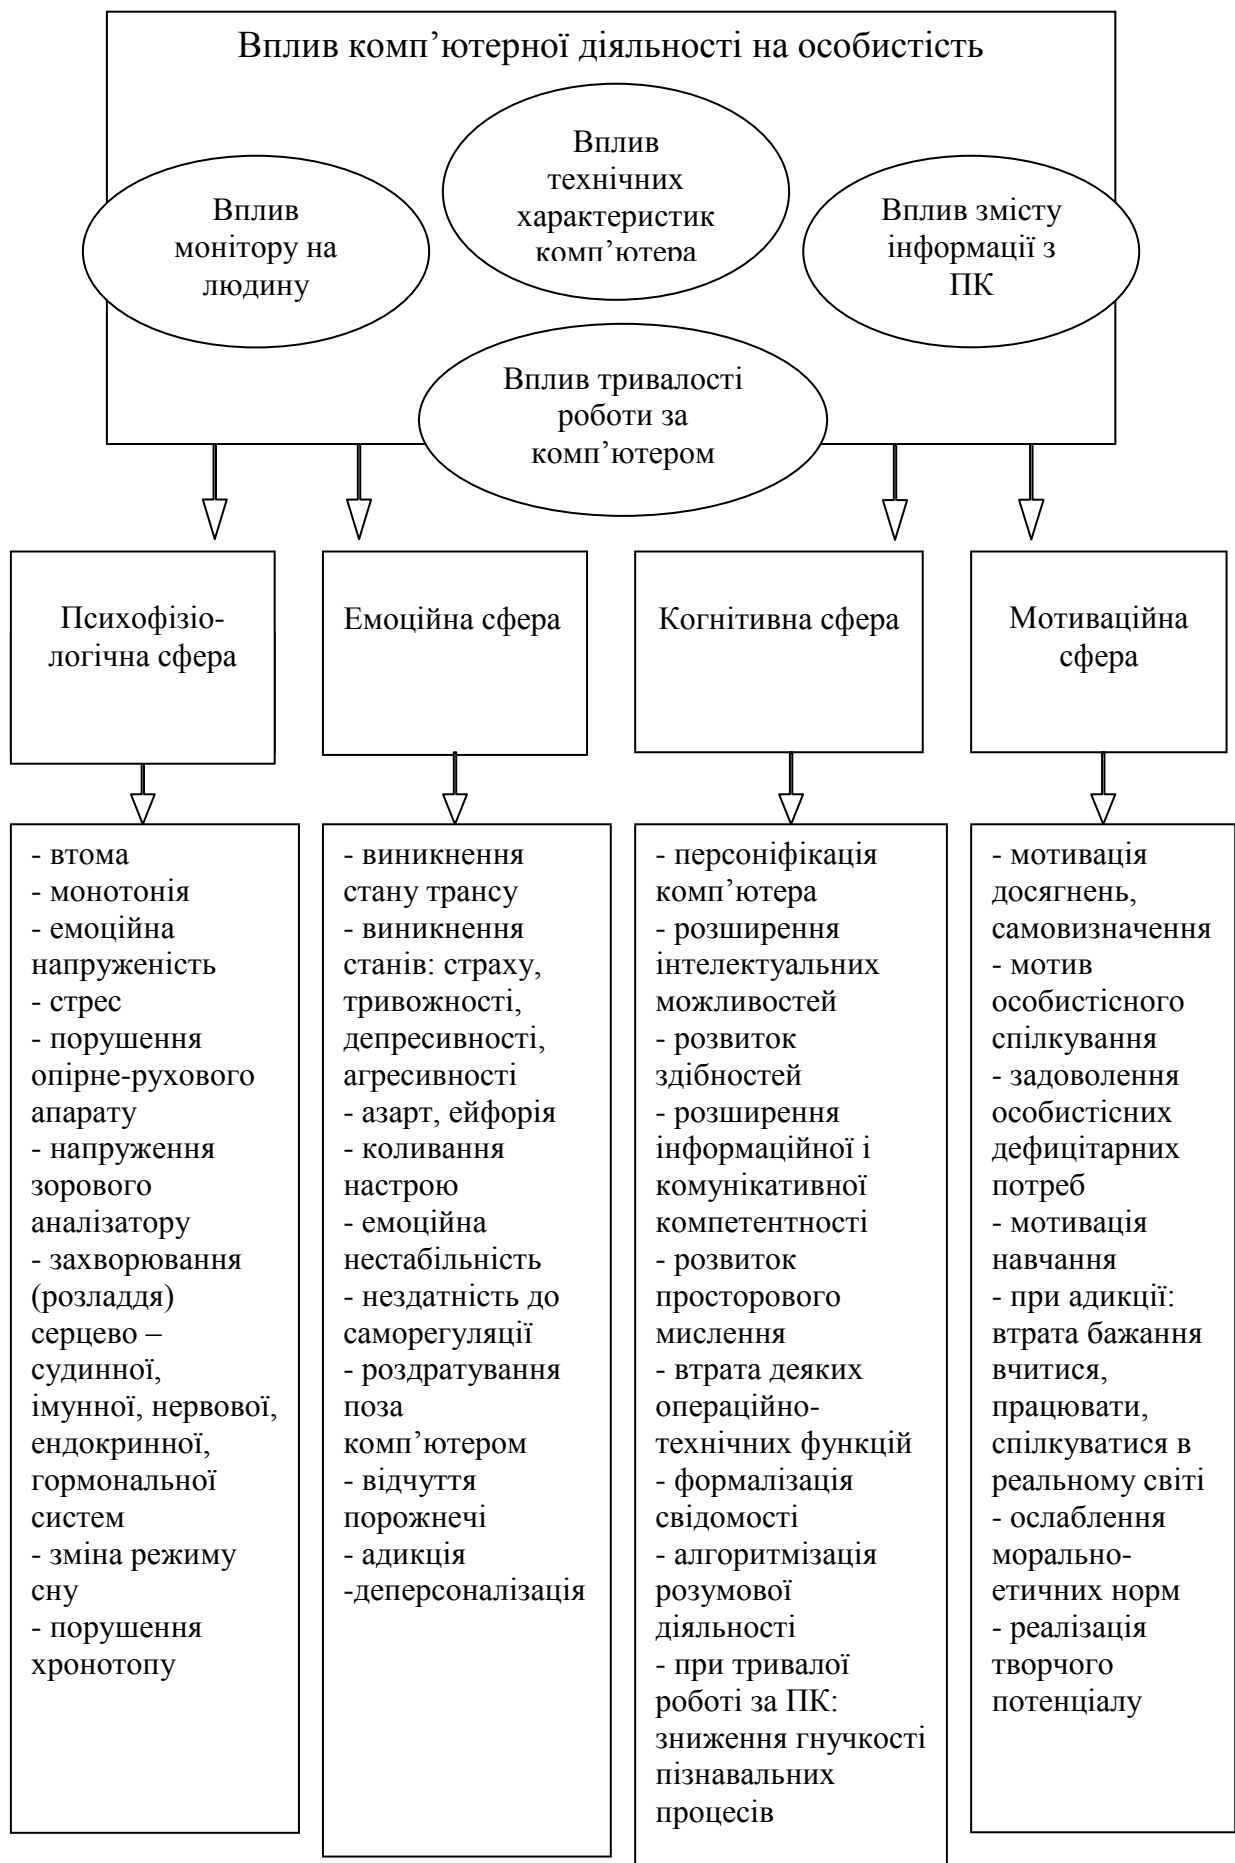 Вплив комп’ютерної діяльності на особистість
Вплив
технічних
характеристик
комп’ютера
Вплив
монітору на
людину
Вплив змісту
інформації з
ПК
Вплив тривалості
роботи за
комп’ютером
Психофізіо-
логічна сфера
Емоційна сфера
Когнітивна сфера
Мотиваційна
сфера
- втома
- монотонія
- емоційна
напруженість
- стрес
- порушення
опірне-рухового
апарату
- напруження
зорового
аналізатору
- захворювання
(розладдя)
серцево –
судинної,
імунної, нервової,
ендокринної,
гормональної
систем
- зміна режиму
сну
- порушення
хронотопу
- виникнення
стану трансу
- виникнення
станів: страху,
тривожності,
депресивності,
агресивності
- азарт, ейфорія
- коливання
настрою
- емоційна
нестабільність
- нездатність до
саморегуляції
- роздратування
поза
комп’ютером
- відчуття
порожнечі
- адикція
-деперсоналізація
- персоніфікація
комп’ютера
- розширення
інтелектуальних
можливостей
- розвиток
здібностей
- розширення
інформаційної і
комунікативної
компетентності
- розвиток
просторового
мислення
- втрата деяких
операційно-
технічних функцій
- формалізація
свідомості
- алгоритмізація
розумової
діяльності
- при тривалої
роботі за ПК:
зниження гнучкості
пізнавальних
процесів
- мотивація
досягнень,
самовизначення
- мотив
особистісного
спілкування
- задоволення
особистісних
дефицітарних
потреб
- мотивація
навчання
- при адикції:
втрата бажання
вчитися,
працювати,
спілкуватися в
реальному світі
- ослаблення
морально-
етичних норм
- реалізація
творчого
потенціалу